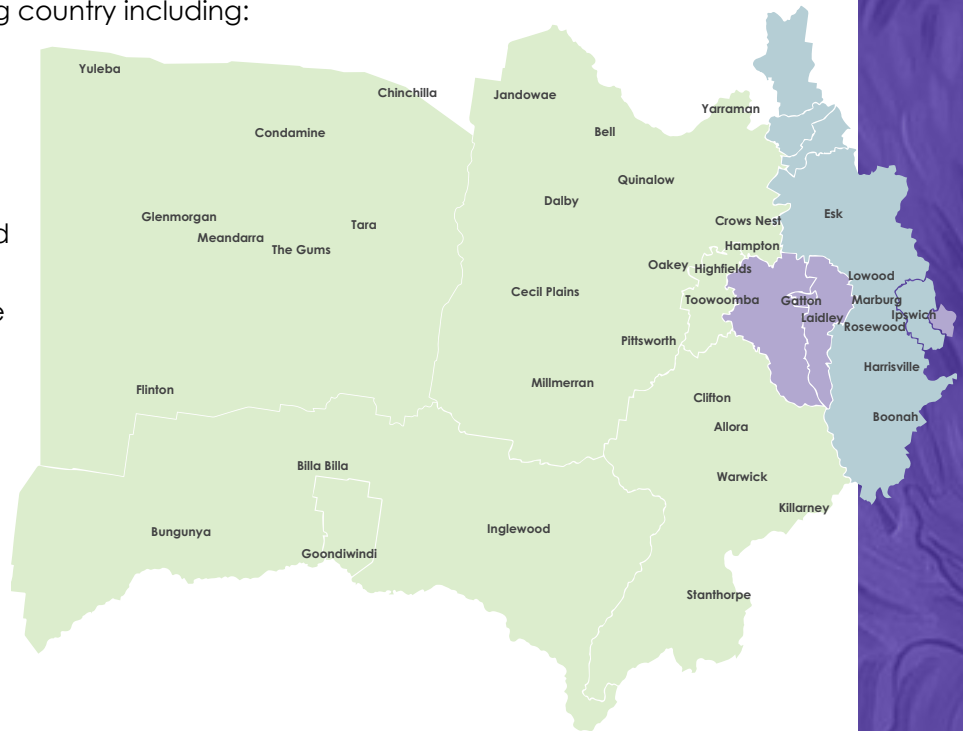 g country including:
Yuleba
Chinchilla
Jandowae
Yarraman
Condamine
Bell
Quinalow
Dalby
Esk
Glenmorgan
Crows Nest
Tara
d
Meandarra
Hampton
The Gums
Oakey
Highfields
Lowood
Cecil Plains
Toowoomba
Gatton
Marburg
e
Ipswich
Laidley
Rosewood
Pittsworth
Harrisville
Millmerran
Flinton
Clifton
Boonah
Allora
Billa Billa
Warwick
Killarney
Bungunya
Inglewood
Goondiwindi
Stanthorpe